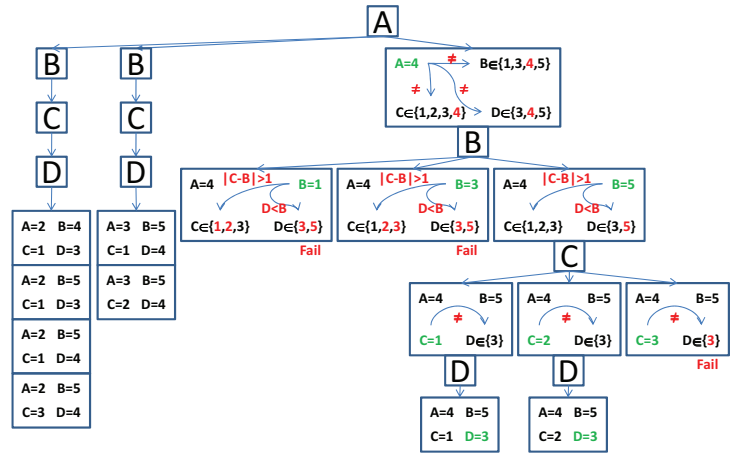 A
B
B
A=4 ≠ B∈{1,3,4,5}
≠ ≠
C∈{1,2,3,4} D∈{3,4,5}
C
C
B
D
D
A=4 |C-B|>1 B=1
D<B
C∈{1,2,3} D∈{3,5}
Fail
A=4 |C-B|>1 B=3
D<B
C∈{1,2,3} D∈{3,5}
Fail
A=4 |C-B|>1 B=5
D<B
C∈{1,2,3} D∈{3,5}
A=2 B=4
C=1 D=3
A=2 B=5
C=1 D=3
A=2 B=5
C=1 D=4
A=2 B=5
C=3 D=4
A=3 B=5
C=1 D=4
A=3 B=5
C=2 D=4
C
A=4 B=5
≠
C=1 D∈{3}
A=4 B=5
≠
C=2 D∈{3}
A=4 B=5
≠
C=3 D∈{3}
Fail
D
D
A=4 B=5
C=1 D=3
A=4 B=5
C=2 D=3